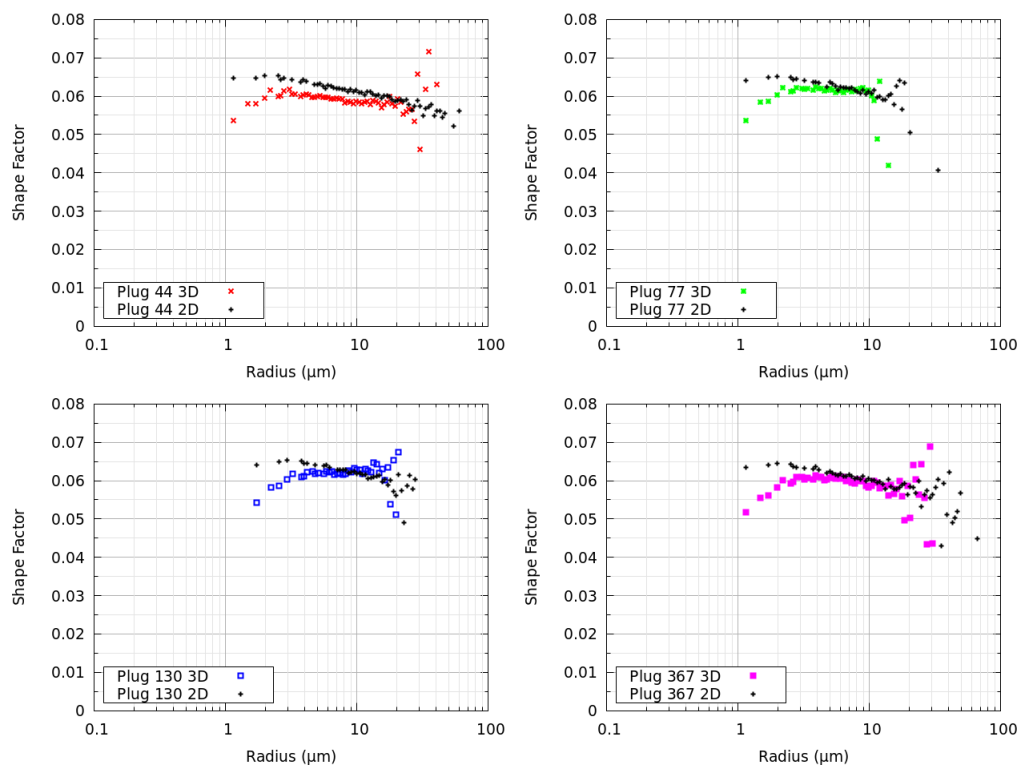 0.08
0.07
0.06
0.05
0.04
0.03
0.02
0.01
0
Shape Factor
Plug 44 3D
Plug 44 2D
0.1 1 10 100
Radius (μm)
0.08
0.07
0.06
0.05
0.04
0.03
0.02
0.01
0
Shape Factor
Plug 77 3D
Plug 77 2D
0.1 1 10 100
Radius (μm)
0.08
0.07
0.06
0.05
0.04
0.03
0.02
0.01
0
Shape Factor
Plug 130 3D
Plug 130 2D
0.1 1 10 100
Radius (μm)
0.08
0.07
0.06
0.05
0.04
0.03
0.02
0.01
0
Shape Factor
Plug 367 3D
Plug 367 2D
0.1 1 10 100
Radius (μm)